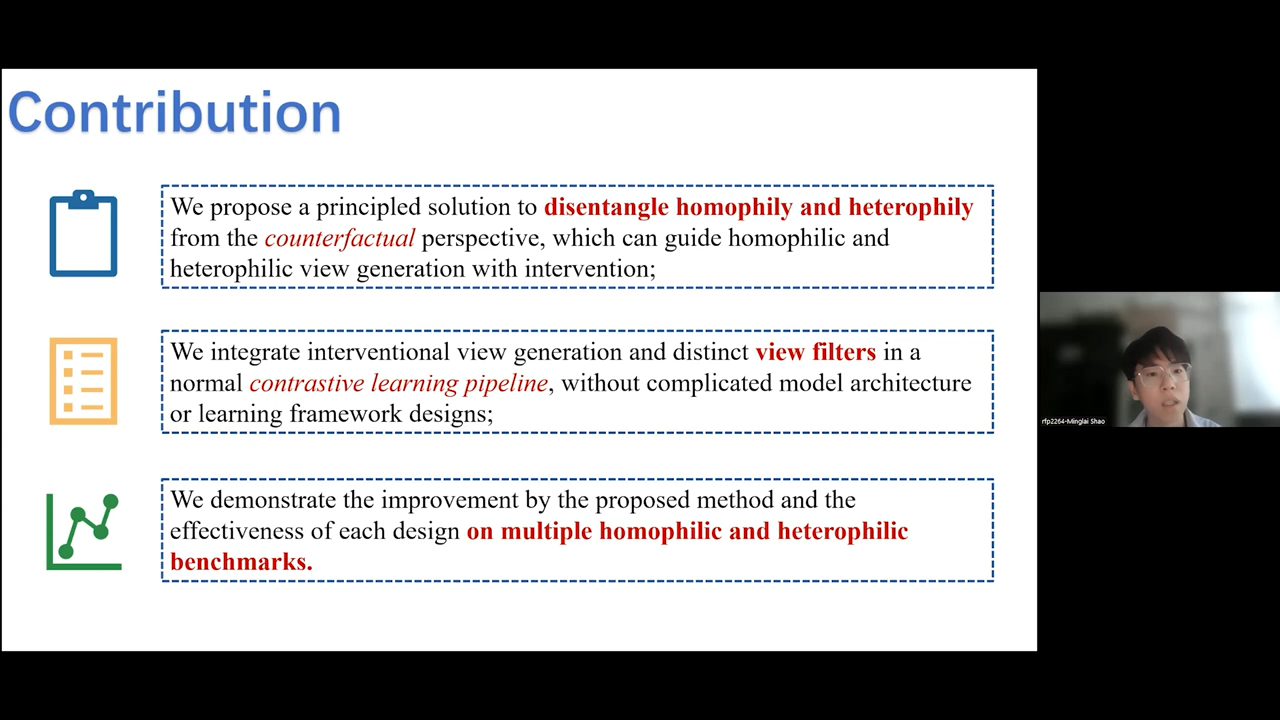 Contribution
We propose a principled solution to disentangle homophily and heterophily
from the counterfactual perspective, which can guide homophilic and
heterophilic view generation with intervention;
We integrate interventional view generation and distinct view filters in a
normal contrastive learning pipeline, without complicated model architecture
or learning framework designs;
We demonstrate the improvement by the proposed method and the
effectiveness of each design on multiple homophilic and heterophilic
benchmarks.
rfp2264-Minglai Shao